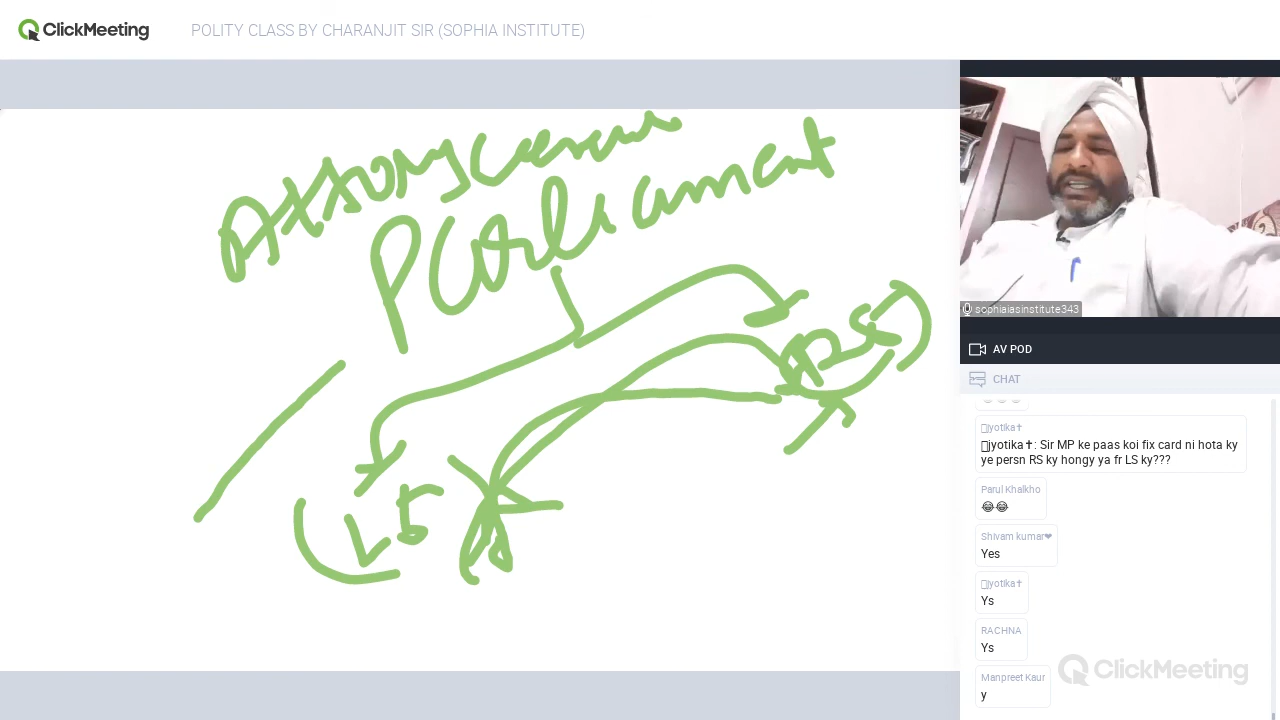 ClickMeeting
POLITY CLASS BY CHARANJIT SIR (SOPHIA INSTITUTE)
Parliament
(RS)
(LS
sophiaiasinstitute343
AV POD
CHAT
jyotika✝
jyotika✝: Sir MP ke paas koi fix card ni hota ky
ye persn RS ky hongy ya fr LS ky???
Parul Khalkho
😂😂
Shivam kumar❤
Yes
jyotika✝
Ys
RACHNA
Ys
Manpreet Kaur
y
ClickMeeting